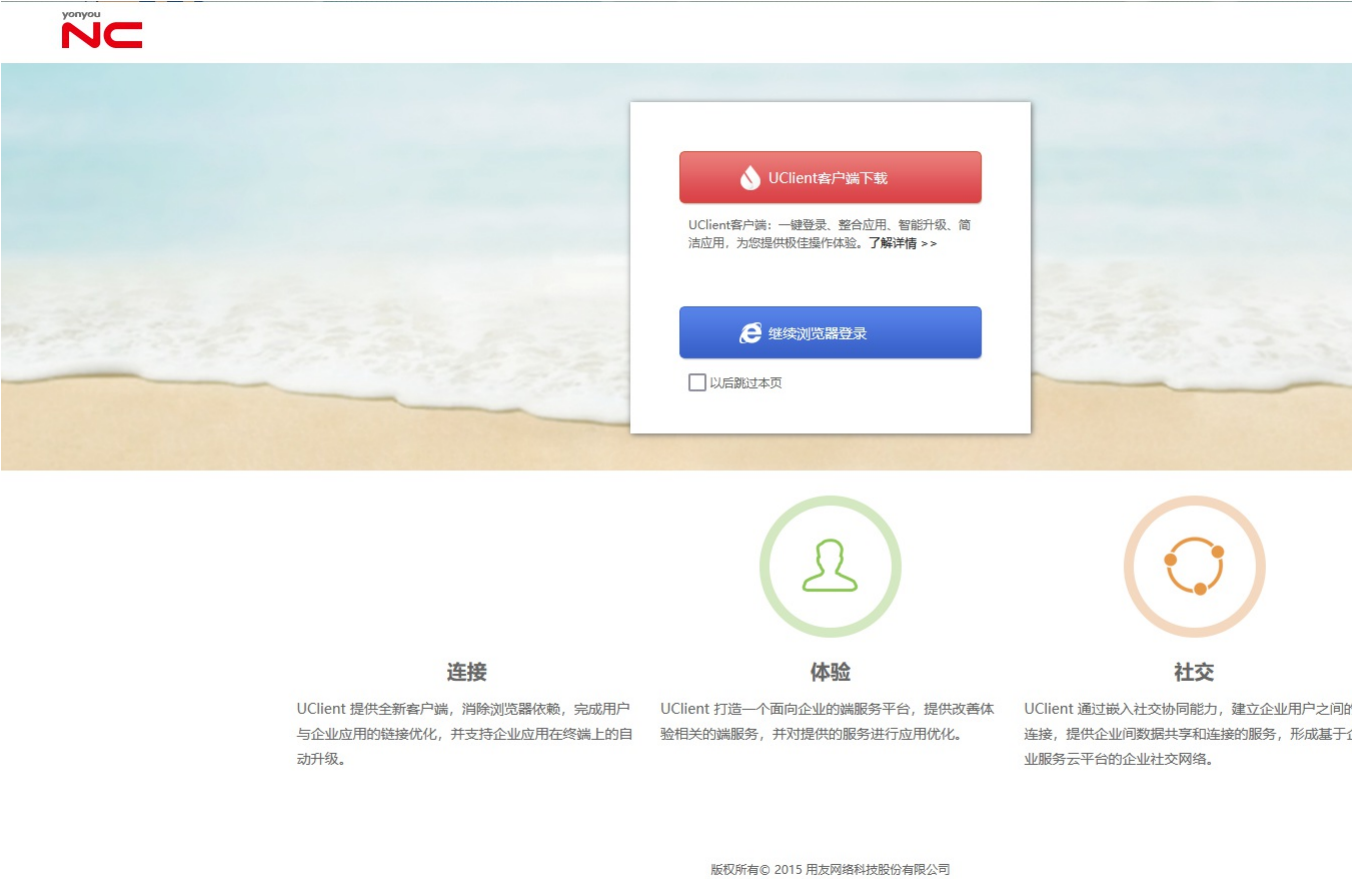 yonyou
NC
UClient客户端下载
UClient客户端：一键登录、整合应用、智能升级、简
洁应用，为您提供极佳操作体验。了解详情 >>
继续浏览器登录
以后跳过本页
连接
UClient 提供全新客户端，消除浏览器依赖，完成用户
与企业应用的链接优化，并支持企业应用在终端上的自
动升级。
体验
UClient 打造一个面向企业的端服务平台，提供改善体
验相关的端服务，并对提供的服务进行应用优化。
社交
UClient 通过嵌入社交协同能力，建立企业用户之间的
连接，提供企业间数据共享和连接的服务，形成基于企
业服务云平台的企业社交网络。
版权所有© 2015 用友网络科技股份有限公司